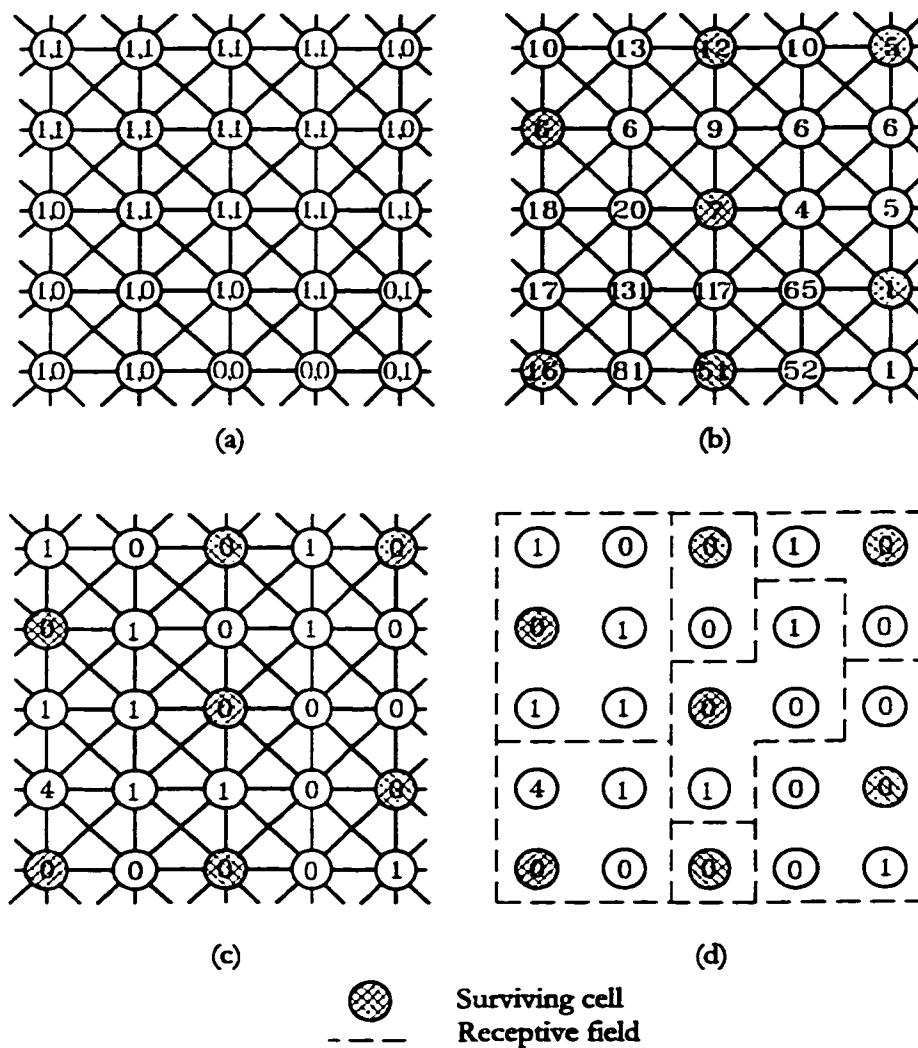 1,1 1,1 1,1 1,1 1,0
1,1 1,1 1,1 1,1 1,0
1,0 1,1 1,1 1,1 1,1
1,0 1,0 1,0 1,1 0,1
1,0 1,0 0,0 0,0 0,1
(a)
10 13 12 10 5
6 6 9 6 6
18 20 4 5
17 131 117 65 1
16 81 51 52 1
(b)
1 0 0 1 0
0 1 0 1 0
1 1 0 0 0
4 1 1 0 0
0 0 0 0 1
(c)
1 0 0 1 0
0 1 0 1 0
1 1 0 0 0
4 1 1 0 0
0 0 0 0 1
(d)
Surviving cell
Receptive field